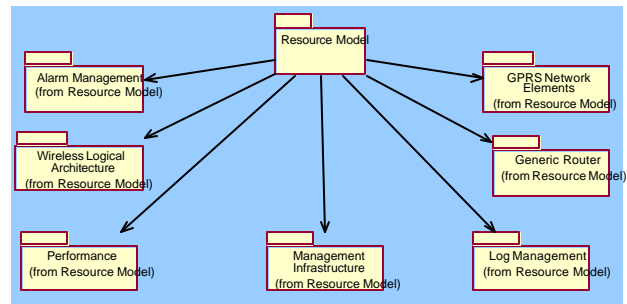 Resource Model
Alarm Management
(from Resource Model)
GPRS Network
Elements
(from Resource Model)
Wireless Logical
Architecture
(from Resource Model)
Generic Router
(from Resource Model)
Performance
(from Resource Model)
Management
Infrastructure
(from Resource Model)
Log Management
(from Resource Model)